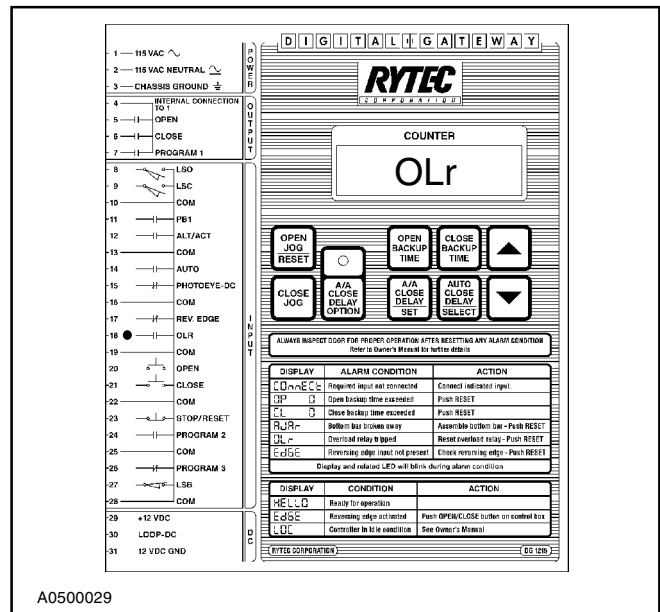 DIGITAL GATEWAY
RYTEC
CORPORATION
COUNTER
OLr
1 115 VAC
2 115 VAC NEUTRAL
3 CHASSIS GROUND
POWER
4 INTERNAL CONNECTION
TO 1
5 OPEN
6 CLOSE
7 PROGRAM 1
OUTPUT
8 LSO
9 LSC
10 COM
11 PB1
12 ALT/ACT
13 COM
14 AUTO
15 PHOTOEYE-DC
16 COM
17 REV. EDGE
18 OLR
19 COM
20 OPEN
21 CLOSE
22 COM
23 STOP/RESET
24 PROGRAM 2
25 COM
26 PROGRAM 3
27 LSB
28 COM
INPUT
29 +12 VDC
30 LOOP-DC
31 12 VDC GND
DC
OPEN
JOG
RESET
OPEN
BACKUP
TIME
CLOSE
BACKUP
TIME
CLOSE
JOG
A/A
CLOSE
DELAY
OPTION
A/A
CLOSE
DELAY
SET
AUTO
CLOSE
DELAY
SELECT
ALWAYS INSPECT DOOR FOR PROPER OPERATION AFTER RESETTING ANY ALARM CONDITION
Refer to Owner's Manual for further details
DISPLAY ALARM CONDITION ACTION
COnnECt Required input not connected Connect indicated input.
OP 0 Open backup time exceeded Push RESET
CL 0 Close backup time exceeded Push RESET
AJAr Bottom bar broken away Assemble bottom bar - Push RESET
OLr Overload relay tripped Reset overload relay - Push RESET
EdGE Reversing edge input not present Check reversing edge - Push RESET
Display and related LED will blink during alarm condition
DISPLAY CONDITION ACTION
HELLO Ready for operation
EdGE Reversing edge activated Push OPEN/CLOSE button on control box
LOC Controller in idle condition See Owner's Manual
RYTEC CORPORATION DG 1215
A0500029